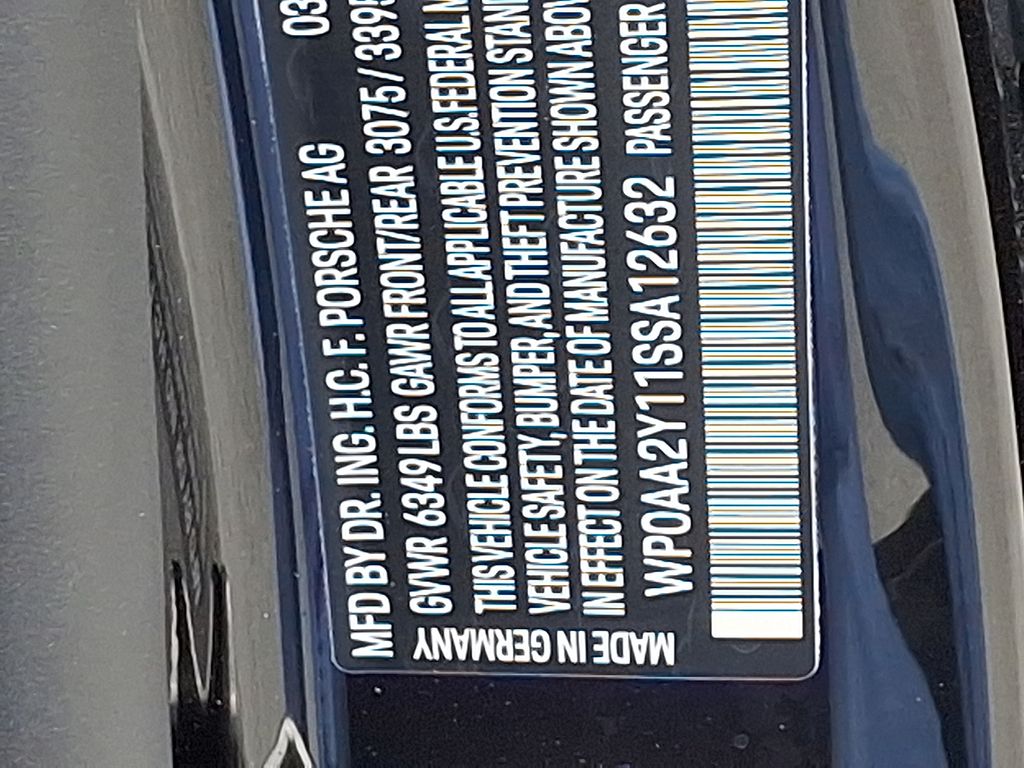 MFD BY DR. ING. H.C. F. PORSCHE AG 03
GVWR 6349 LBS GAWR FRONT/REAR 3075 / 3395
THIS VEHICLE CONFORMS TO ALL APPLICABLE U.S. FEDERAL
VEHICLE SAFETY, BUMPER, AND THEFT PREVENTION
IN EFFECT ON THE DATE OF MANUFACTURE SHOWN
WP0AA2Y11SSA12632 PASSENGER
MADE IN GERMANY